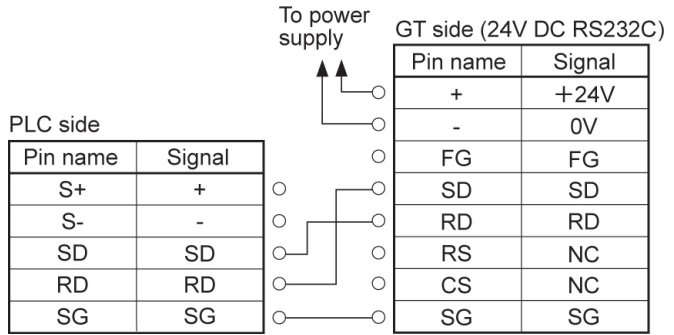 To power
supply
GT side (24V DC RS232C)
Pin name Signal
+ +24V
- 0V
FG FG
SD SD
RD RD
RS NC
CS NC
SG SG
PLC side
Pin name Signal
S+ +
S- -
SD SD
RD RD
SG SG